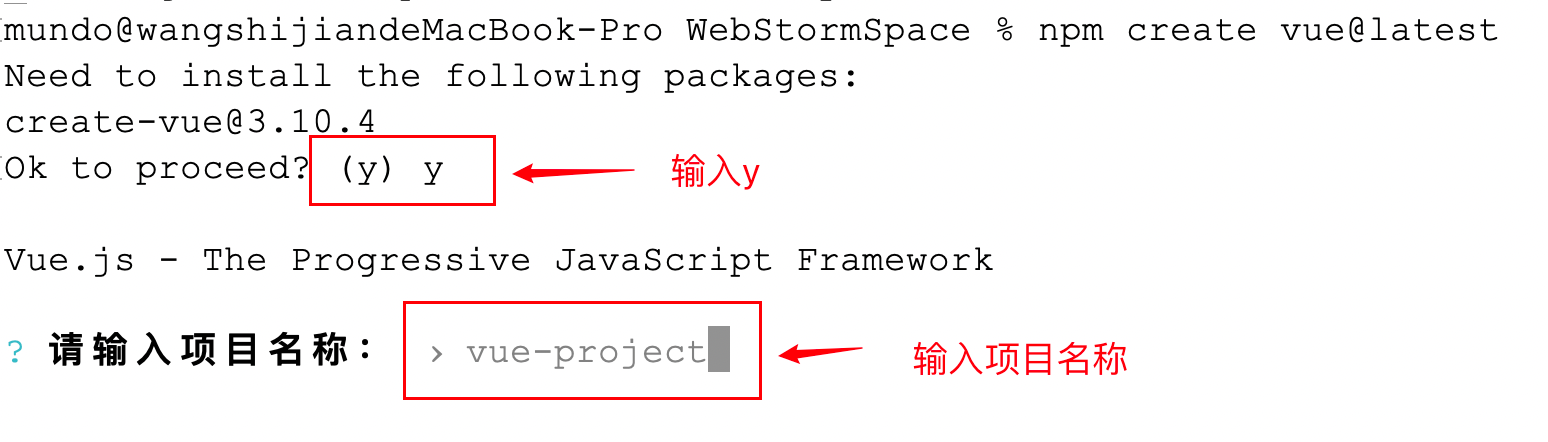 mundo@wangshijiandeMacBook-Pro WebStormSpace % npm create vue@latest
Need to install the following packages:
create-vue@3.10.4
Ok to proceed? (y) y
输入y
Vue.js - The Progressive JavaScript Framework
? 请输入项目名称: › vue-project
输入项目名称